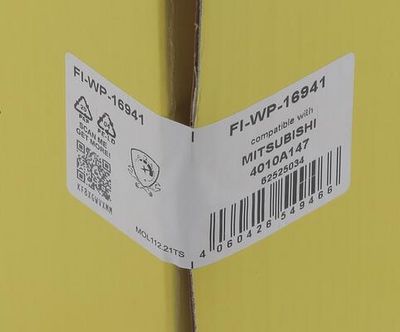 FI-WP-16941
SCAN ME
GET MORE!
MOL112.21TS
FI-WP-16941
compatible with
MITSUBISHI
4010A147
62525034
4 060426 549466